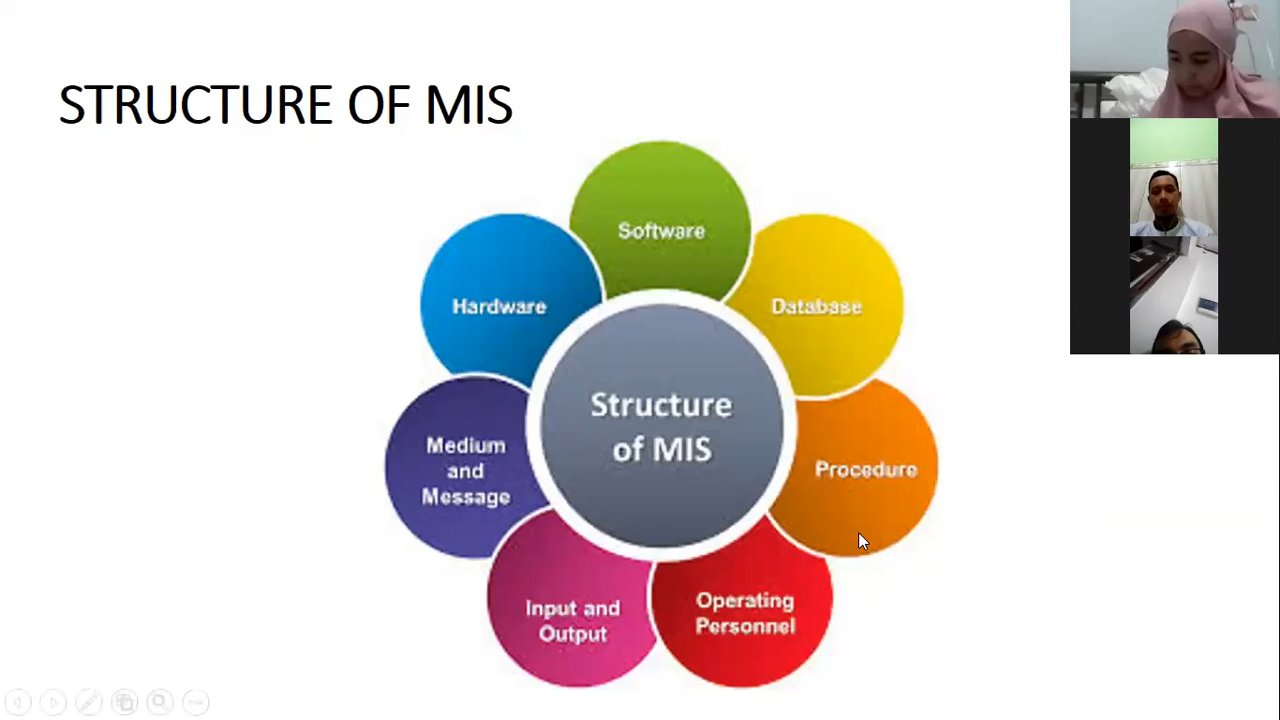 STRUCTURE OF MIS
Software
Hardware
Database
Structure
of MIS
Medium
and
Message
Procedure
Input and
Output
Operating
Personnel